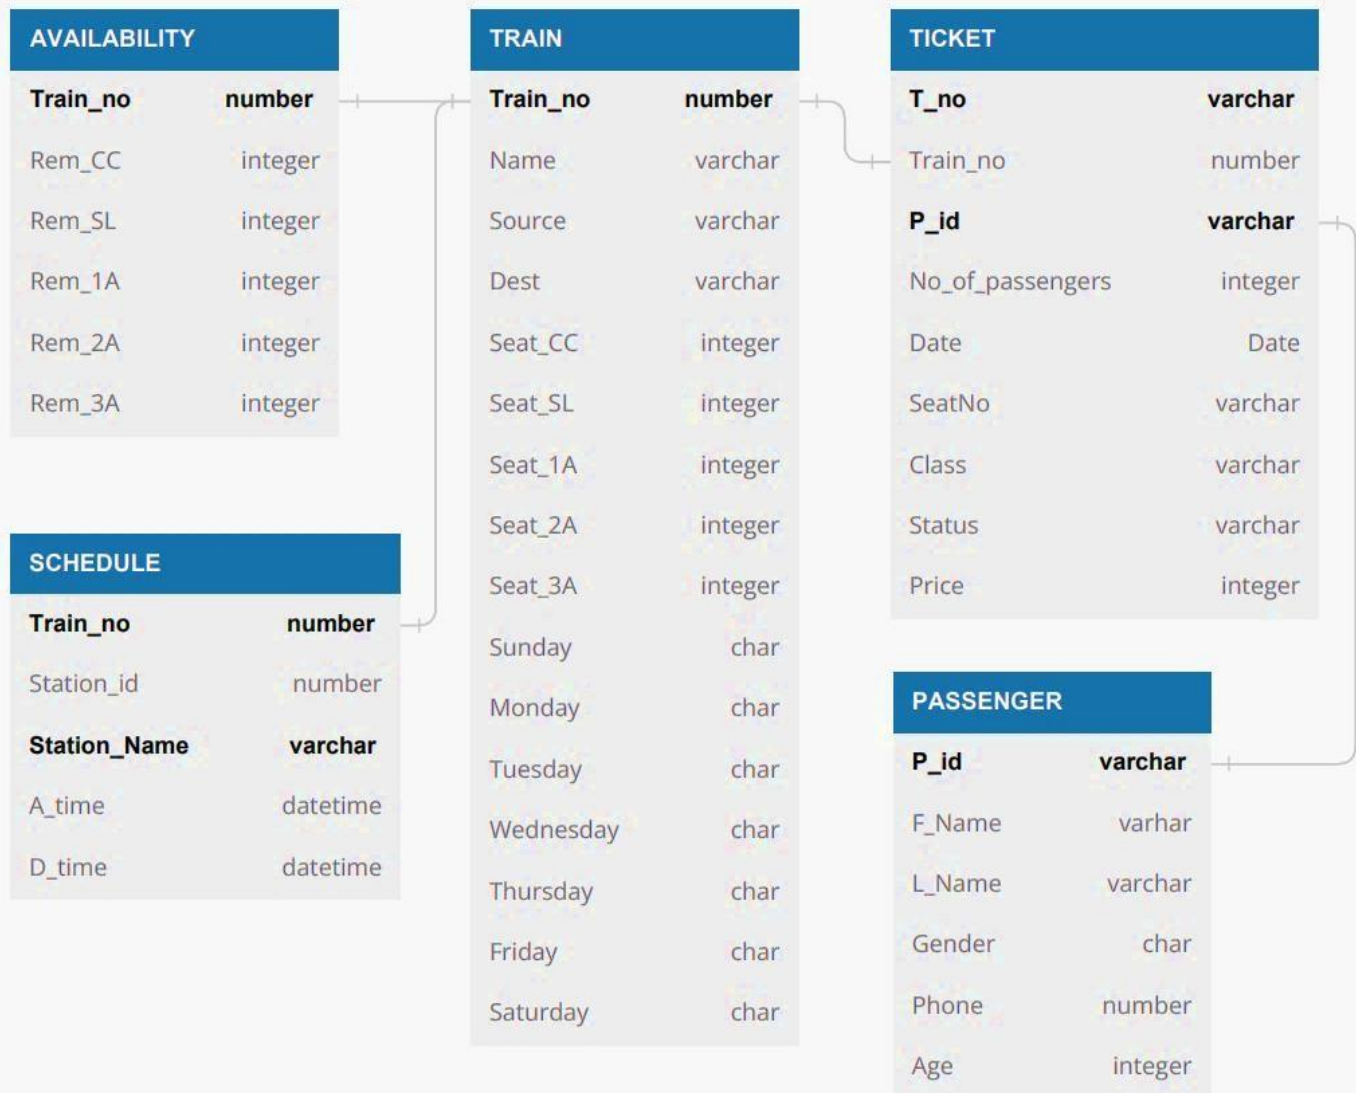 AVAILABILITY
Train_no number
Rem_CC integer
Rem_SL integer
Rem_1A integer
Rem_2A integer
Rem_3A integer
SCHEDULE
Train_no number
Station_id number
Station_Name varchar
A_time datetime
D_time datetime
TRAIN
Train_no number
Name varchar
Source varchar
Dest varchar
Seat_CC integer
Seat_SL integer
Seat_1A integer
Seat_2A integer
Seat_3A integer
Sunday char
Monday char
Tuesday char
Wednesday char
Thursday char
Friday char
Saturday char
TICKET
T_no varchar
Train_no number
P_id varchar
No_of_passengers integer
Date Date
SeatNo varchar
Class varchar
Status varchar
Price integer
PASSENGER
P_id varchar
F_Name varhar
L_Name varchar
Gender char
Phone number
Age integer